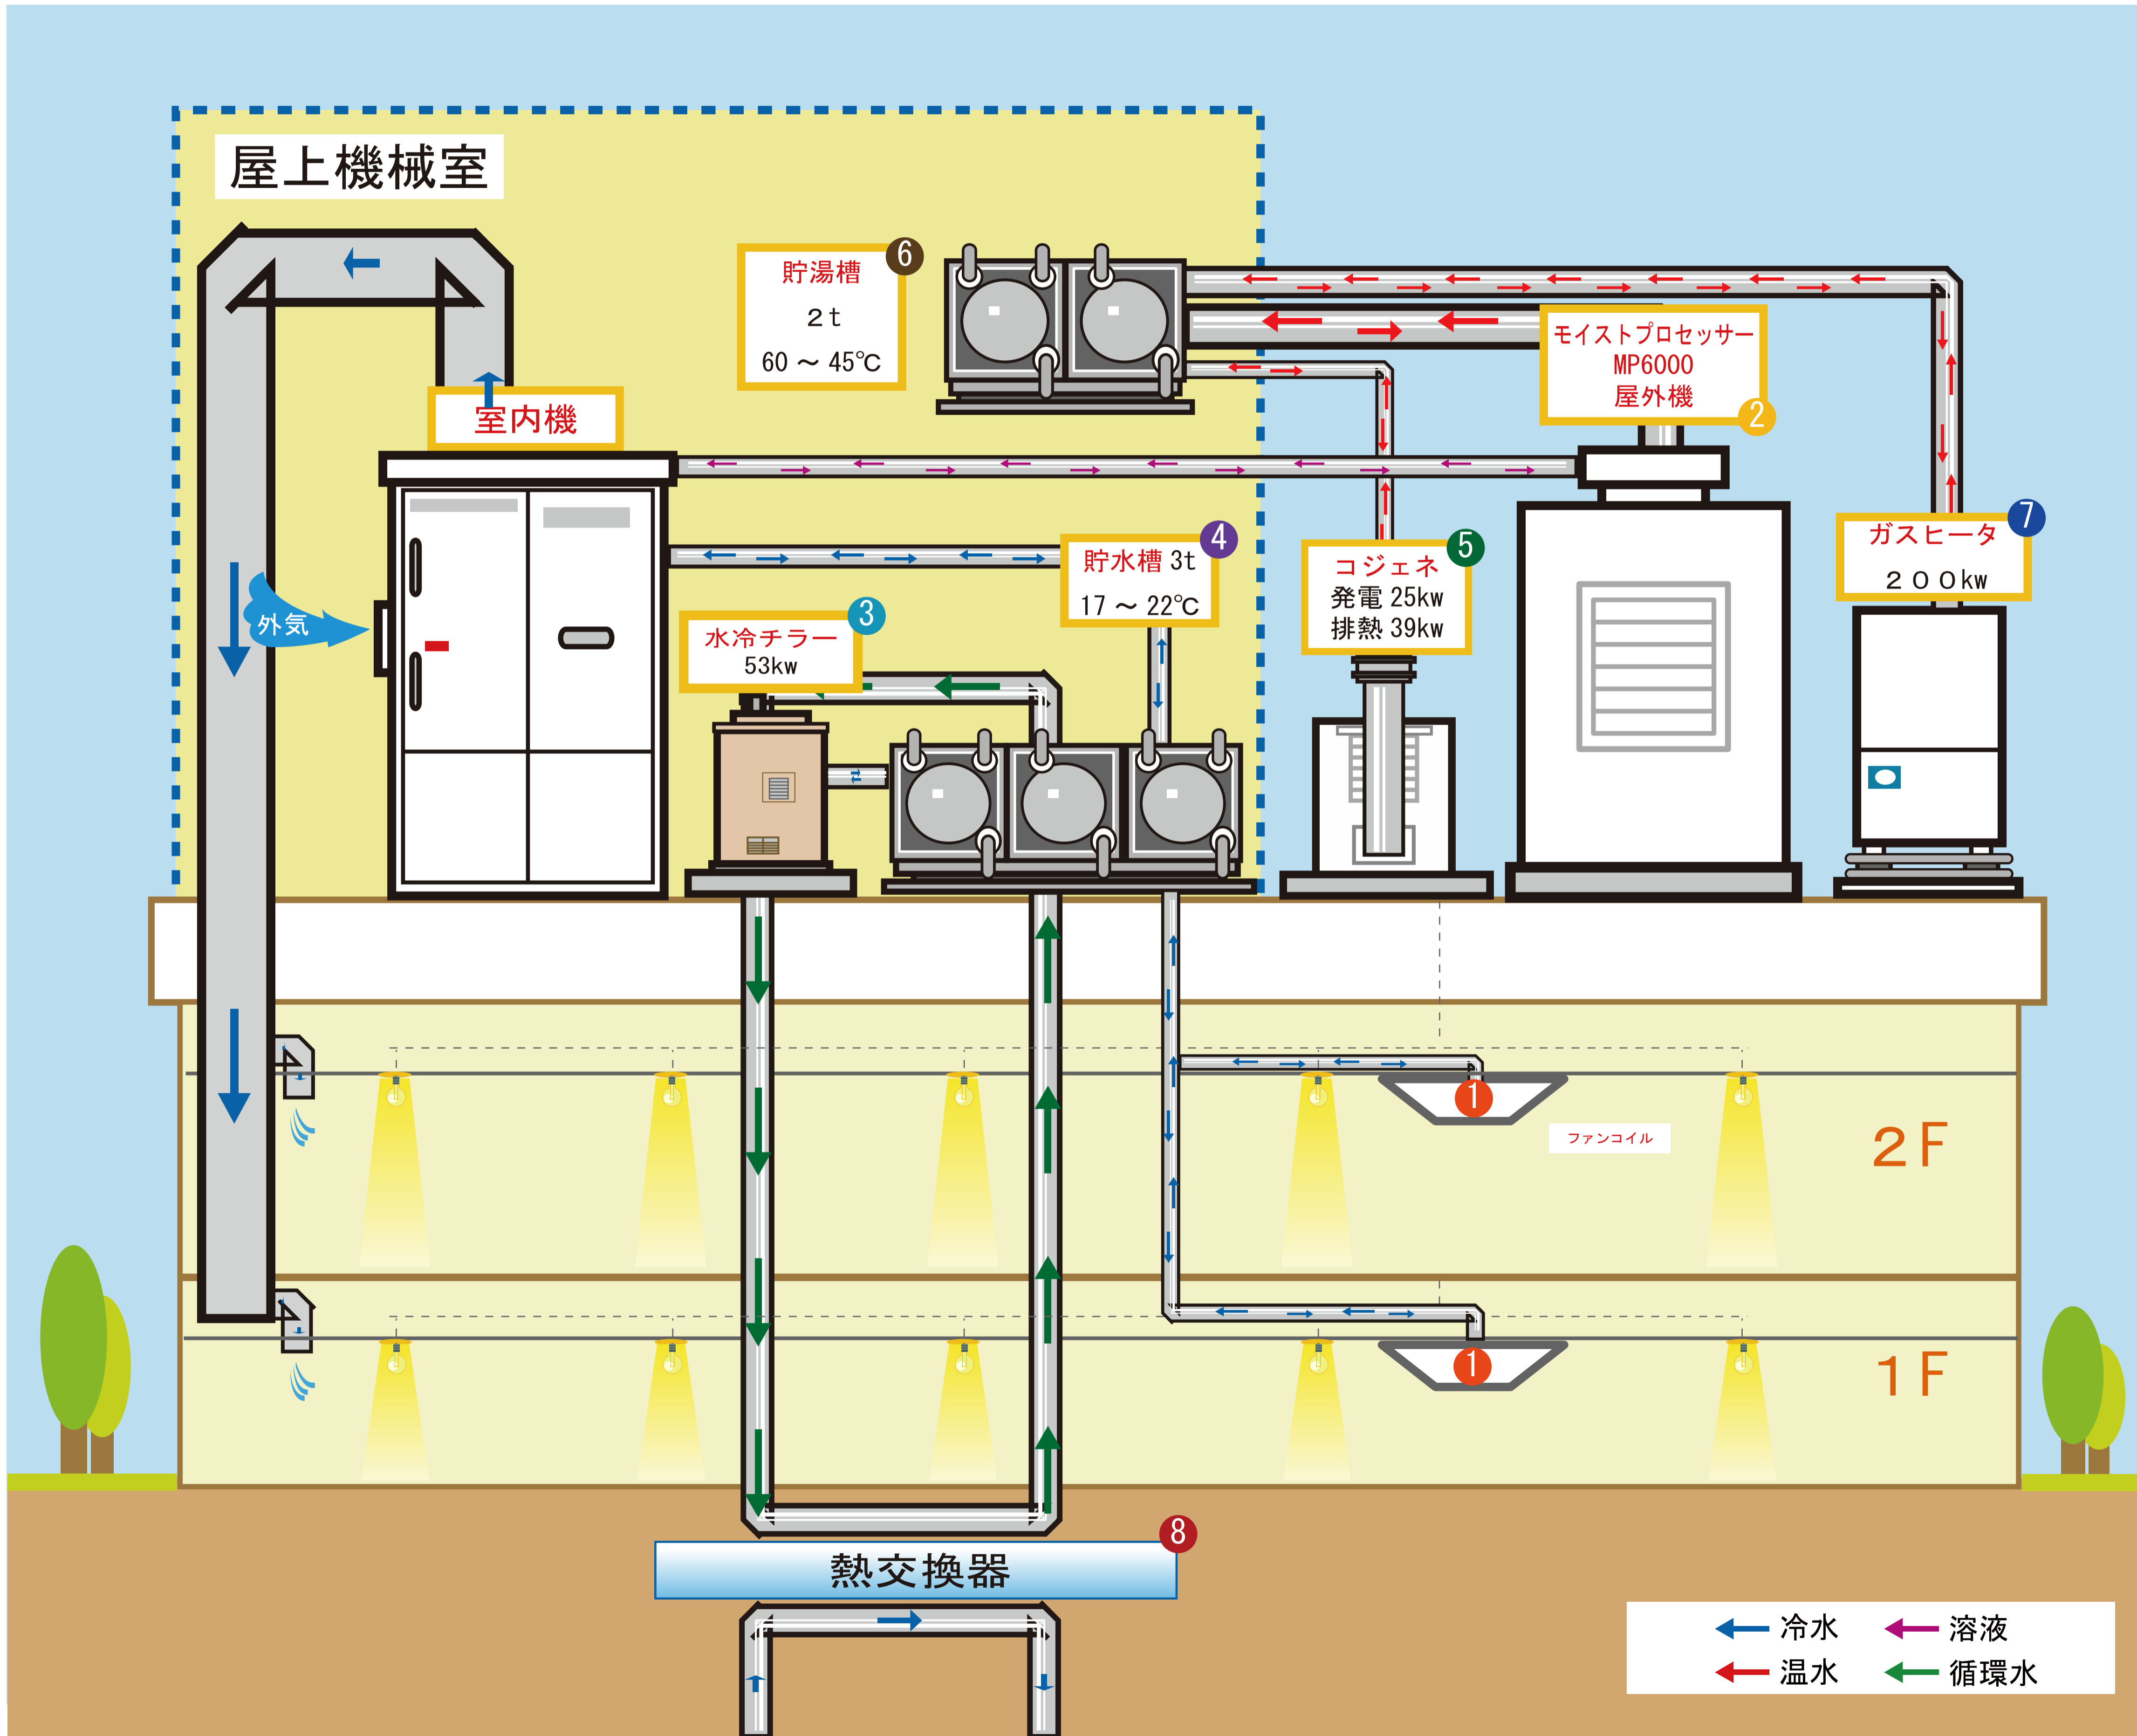 屋上機械室
6
貯湯槽
2t
60 ～ 45℃
モイストプロセッサー
MP6000
屋外機
2
室内機
7
ガスヒータ
200kw
4
貯水槽 3t
17 ～ 22℃
5
コジェネ
発電 25kw
排熱 39kw
3
水冷チラー
53kw
外気
1
ファンコイル
2F
1
1F
8
熱交換器
冷水
溶液
温水
循環水